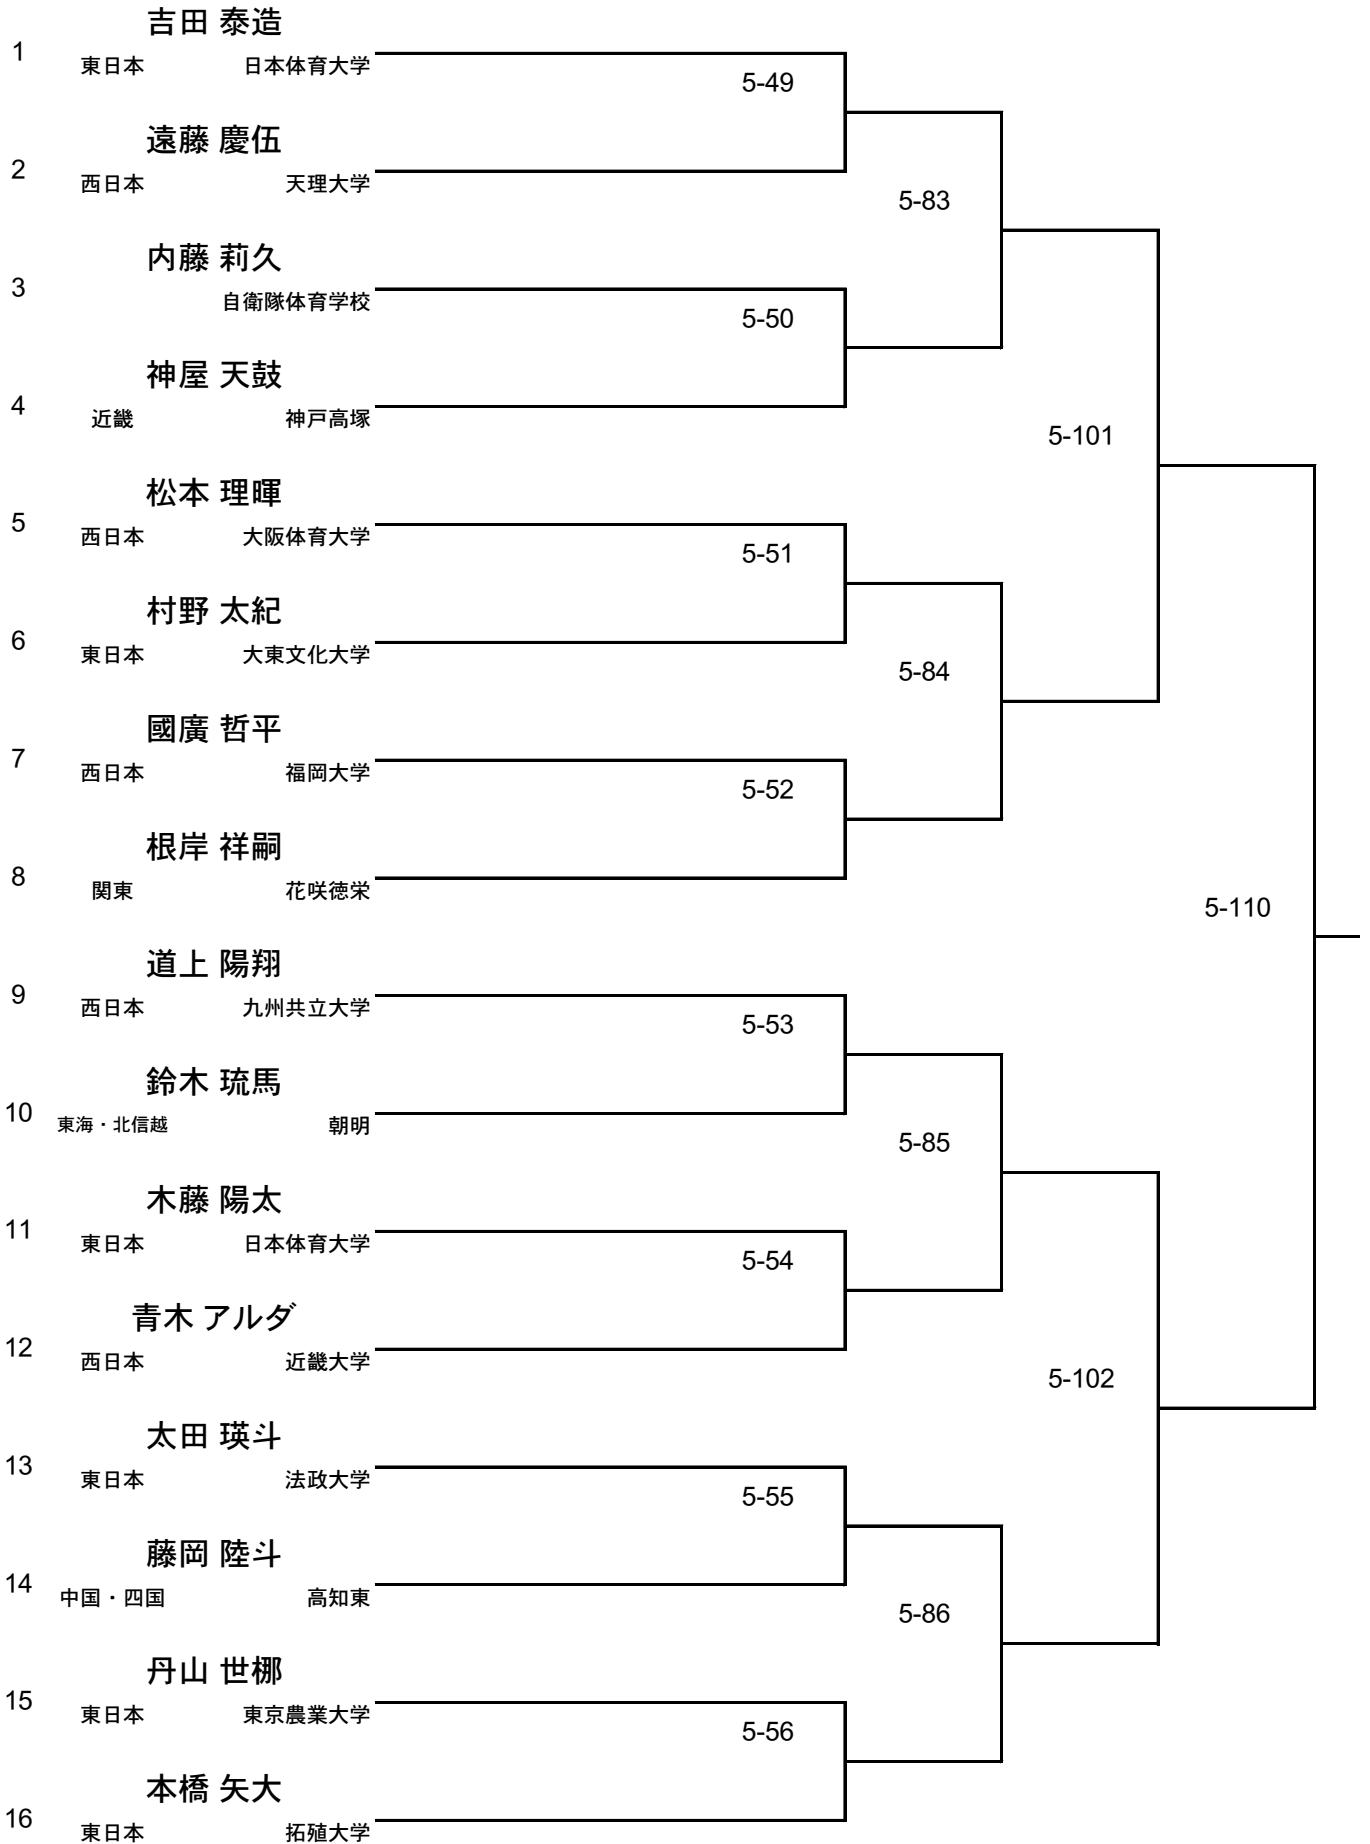 吉田 泰造
1
東日本 日本体育大学
5-49
遠藤 慶伍
2
西日本 天理大学
5-83
内藤 莉久
3
自衛隊体育学校
5-50
神屋 天鼓
4
近畿 神戸高塚
5-101
松本 理暉
5
西日本 大阪体育大学
5-51
村野 太紀
6
東日本 大東文化大学
5-84
國廣 哲平
7
西日本 福岡大学
5-52
根岸 祥嗣
8
関東 花咲徳栄
5-110
道上 陽翔
9
西日本 九州共立大学
5-53
鈴木 琉馬
10
東海・北信越 朝明
5-85
木藤 陽太
11
東日本 日本体育大学
5-54
青木 アルダ
12
西日本 近畿大学
5-102
太田 瑛斗
13
東日本 法政大学
5-55
藤岡 陸斗
14
中国・四国 高知東
5-86
丹山 世梛
15
東日本 東京農業大学
5-56
本橋 矢大
16
東日本 拓殖大学